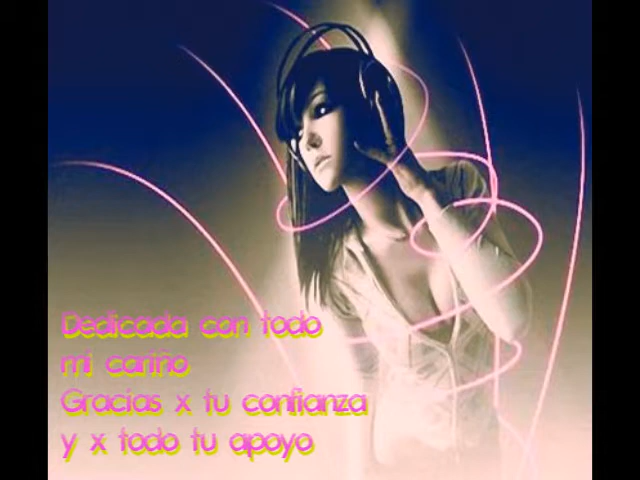 Dedicada con todo
mi cariño
Gracias x tu confianza
y x todo tu apoyo